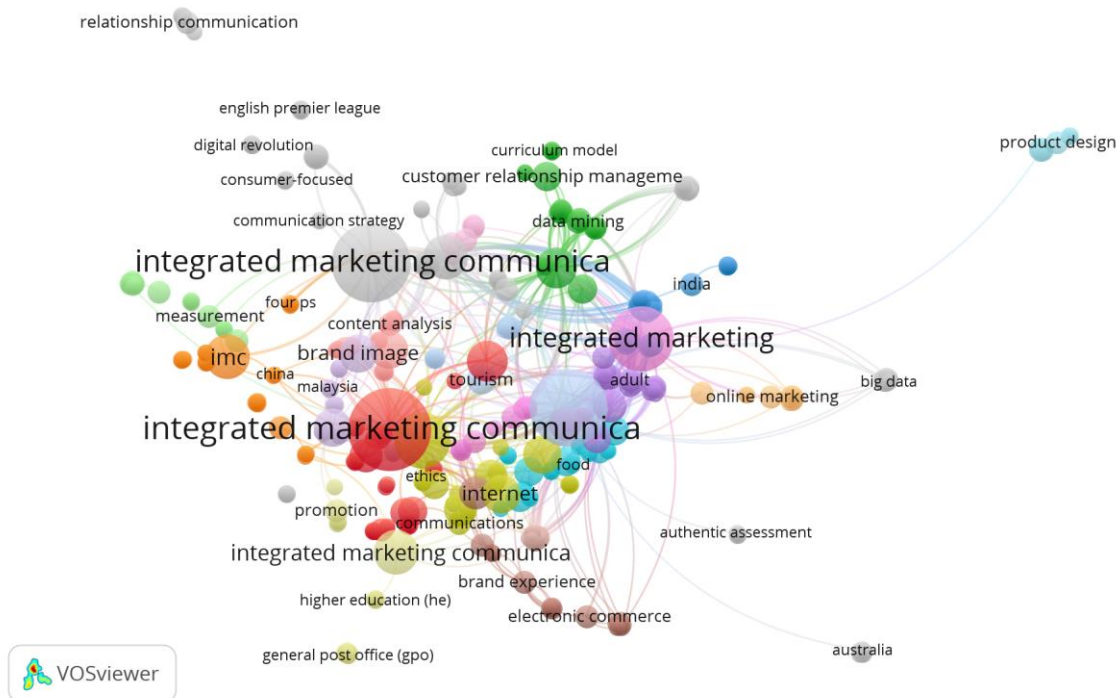 relationship communication
english premier league
digital revolution
product design
curriculum model
consumer-focused
customer relationship manageme
communication strategy
data mining
integrated marketing communica
india
four ps
measurement
content analysis
integrated marketing
imc
brand image
china
malaysia
tourism
adult
big data
online marketing
integrated marketing communica
ethics
food
internet
promotion
communications
authentic assessment
integrated marketing communica
brand experience
higher education (he)
electronic commerce
general post office (gpo)
australia
VOSviewer